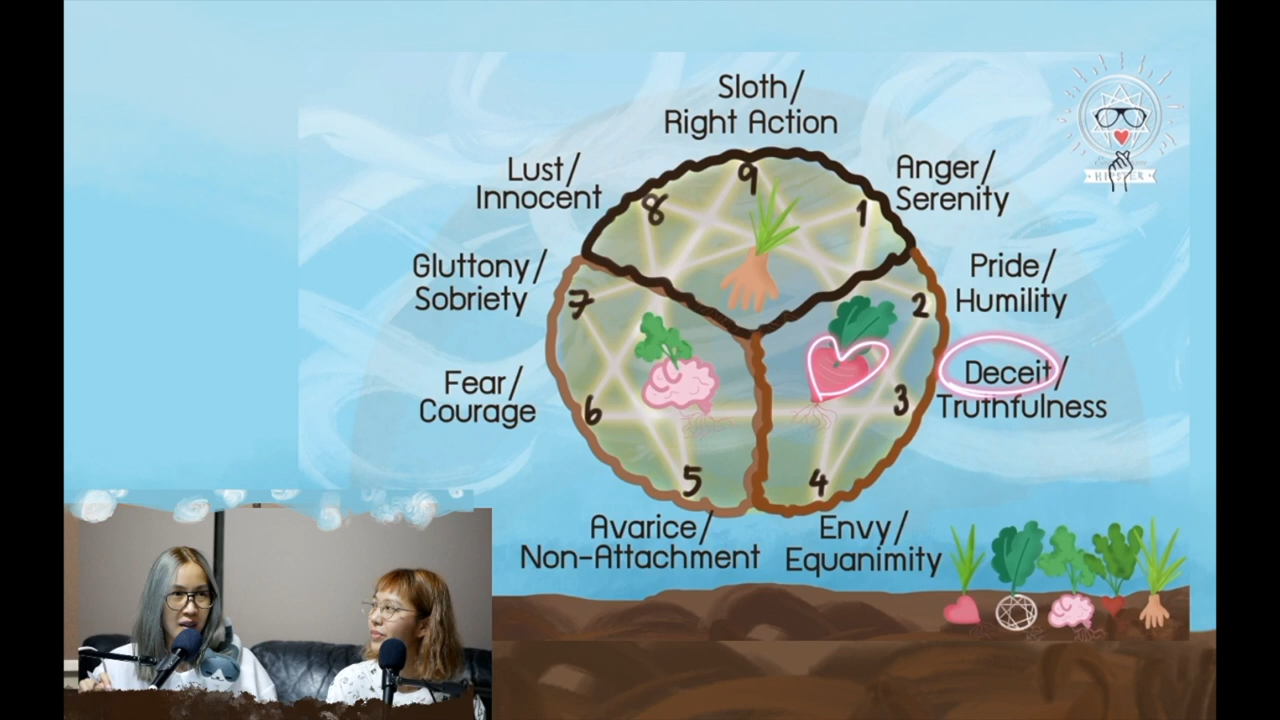 Sloth/
Right Action
Lust/
Innocent
Anger/
Serenity
Gluttony/
Sobriety
Pride/
Humility
Fear/
Courage
Deceit/
Truthfulness
Avarice/
Non-Attachment
Envy/
Equanimity
9
8
1
7
2
6
3
5
4
HIPSTER